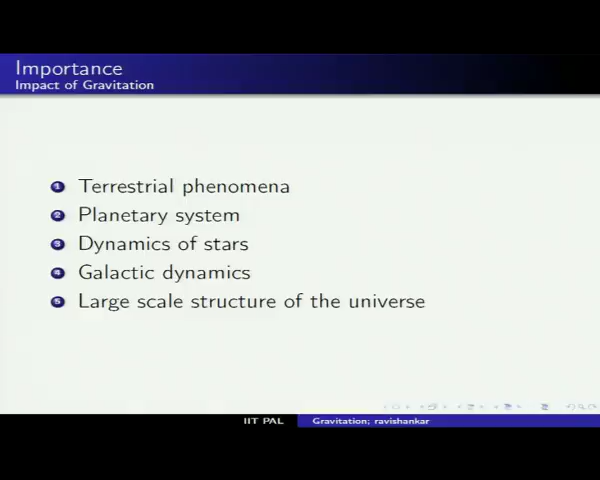 Importance
Impact of Gravitation
1 Terrestrial phenomena
2 Planetary system
3 Dynamics of stars
4 Galactic dynamics
5 Large scale structure of the universe
IIT PAL Gravitation; ravishankar